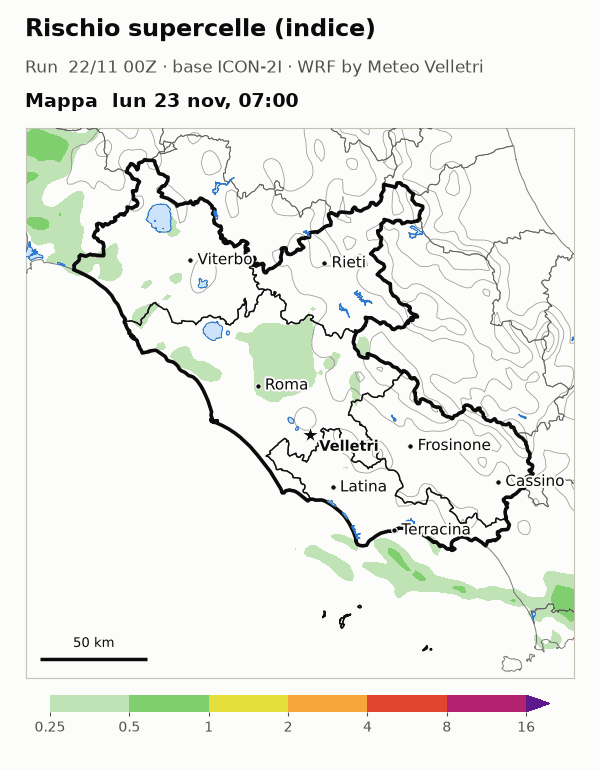 Rischio supercelle (indice)
Run  22/11 00Z · base ICON-2I · WRF by Meteo Velletri
Mappa  lun 23 nov, 07:00
Viterbo
Rieti
Roma
Velletri
Frosinone
Latina
Cassino
Terracina
50 km
0.25 0.5 1 2 4 8 16